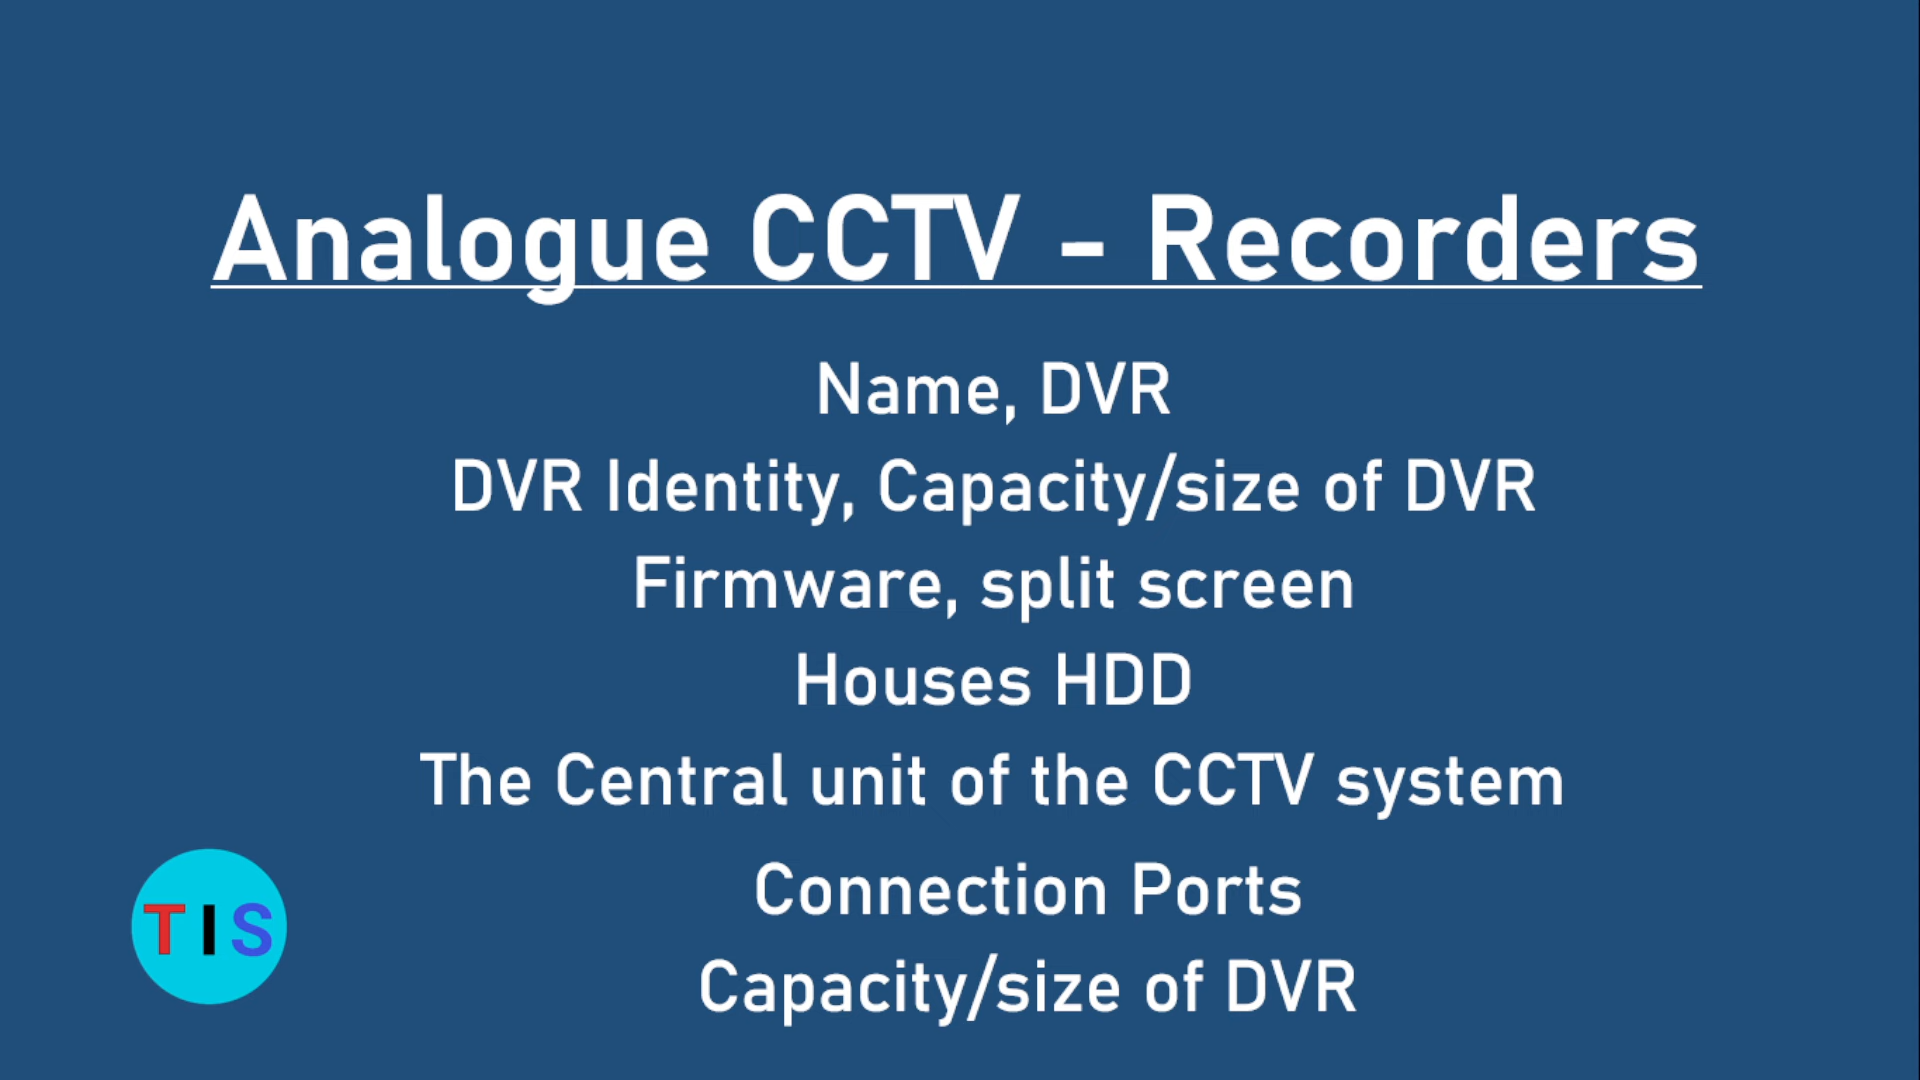 Analogue CCTV - Recorders
Name, DVR
DVR Identity, Capacity/size of DVR
Firmware, split screen
Houses HDD
The Central unit of the CCTV system
Connection Ports
TIS
Capacity/size of DVR